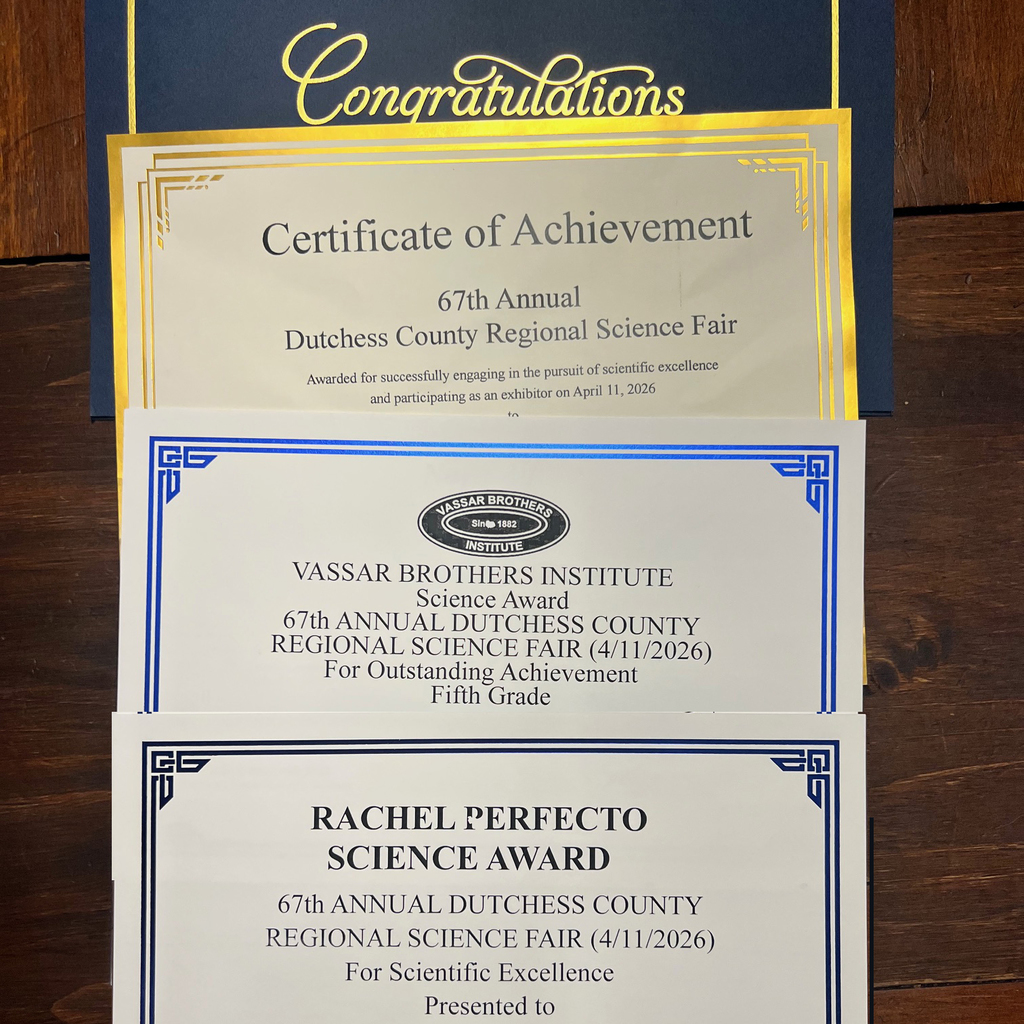 Congratulations
Certificate of Achievement
67th Annual
Dutchess County Regional Science Fair
Awarded for successfully engaging in the pursuit of scientific excellence
and participating as an exhibitor on April 11, 2026
to
VASSAR BROTHERS
Since 1882
INSTITUTE
VASSAR BROTHERS INSTITUTE
Science Award
67th ANNUAL DUTCHESS COUNTY
REGIONAL SCIENCE FAIR (4/11/2026)
For Outstanding Achievement
Fifth Grade
RACHEL PERFECTO
SCIENCE AWARD
67th ANNUAL DUTCHESS COUNTY
REGIONAL SCIENCE FAIR (4/11/2026)
For Scientific Excellence
Presented to